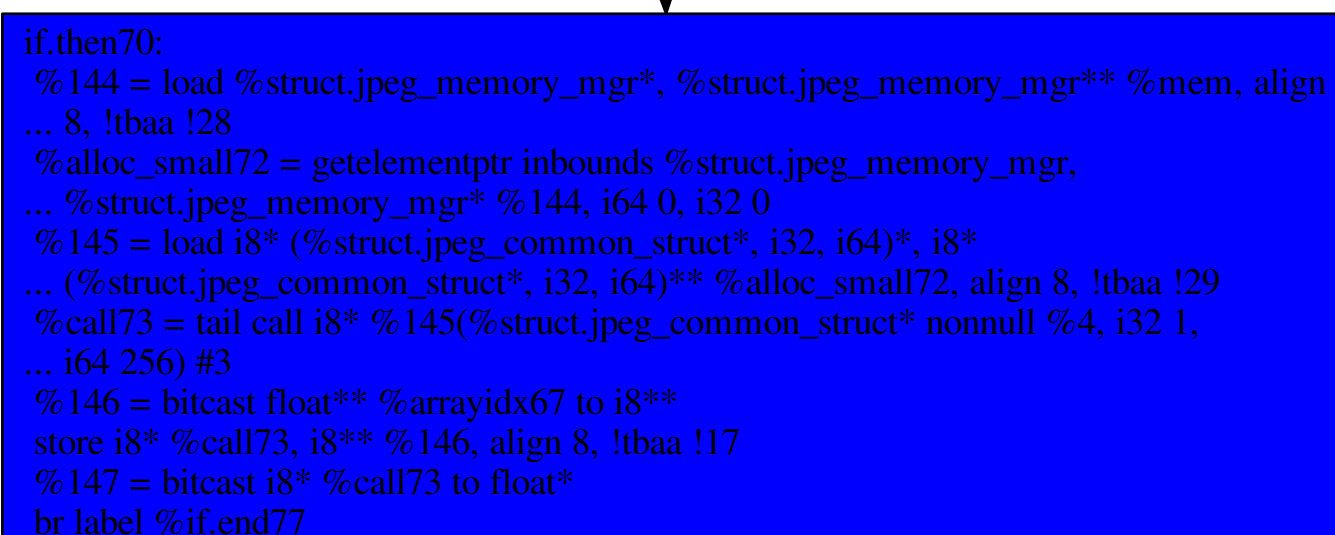 if.then70:
%144 = load %struct.jpeg_memory_mgr*, %struct.jpeg_memory_mgr** %mem, align
... 8, !tbaa !28
%alloc_small72 = getelementptr inbounds %struct.jpeg_memory_mgr,
... %struct.jpeg_memory_mgr* %144, i64 0, i32 0
%145 = load i8* (%struct.jpeg_common_struct*, i32, i64)*, i8*
... (%struct.jpeg_common_struct*, i32, i64)** %alloc_small72, align 8, !tbaa !29
%call73 = tail call i8* %145(%struct.jpeg_common_struct* nonnull %4, i32 1,
... i64 256) #3
%146 = bitcast float** %arrayidx67 to i8**
store i8* %call73, i8** %146, align 8, !tbaa !17
%147 = bitcast i8* %call73 to float*
br label %if.end77